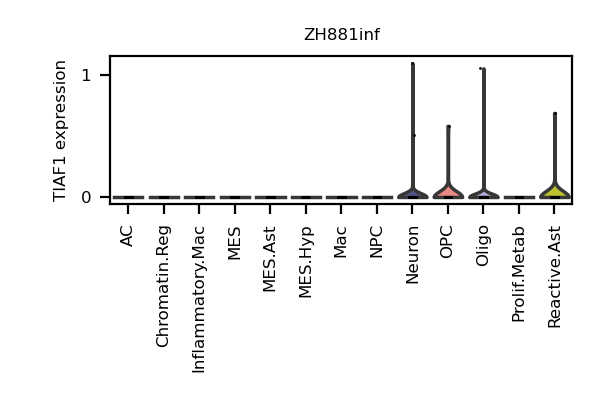 ZH881inf
TIAF1 expression
1
0
AC
Chromatin.Reg
Inflammatory.Mac
MES
MES.Ast
MES.Hyp
Mac
NPC
Neuron
OPC
Oligo
Prolif.Metab
Reactive.Ast